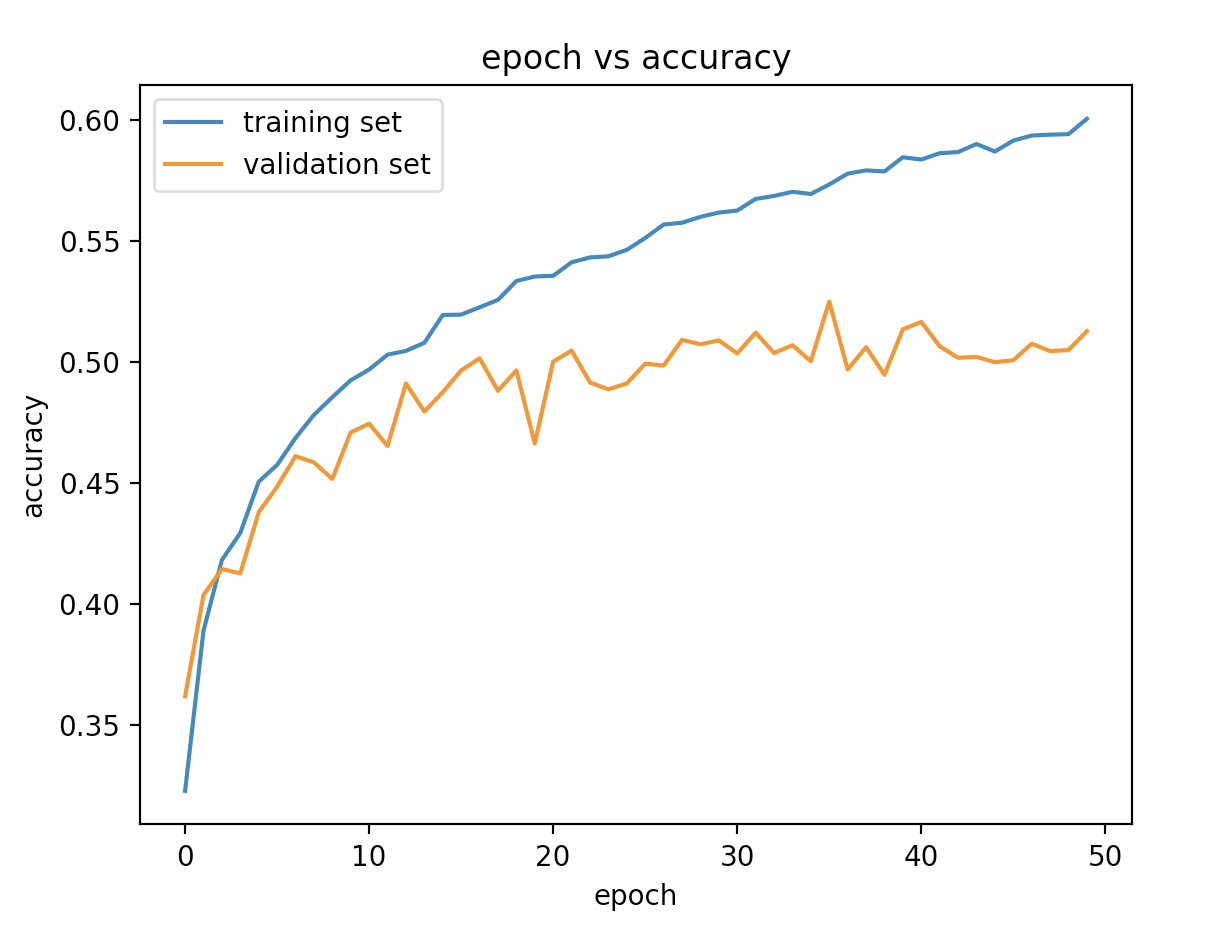 epoch vs accuracy
training set
validation set
0.60
0.55
0.50
0.45
0.40
0.35
accuracy
0 10 20 30 40 50
epoch